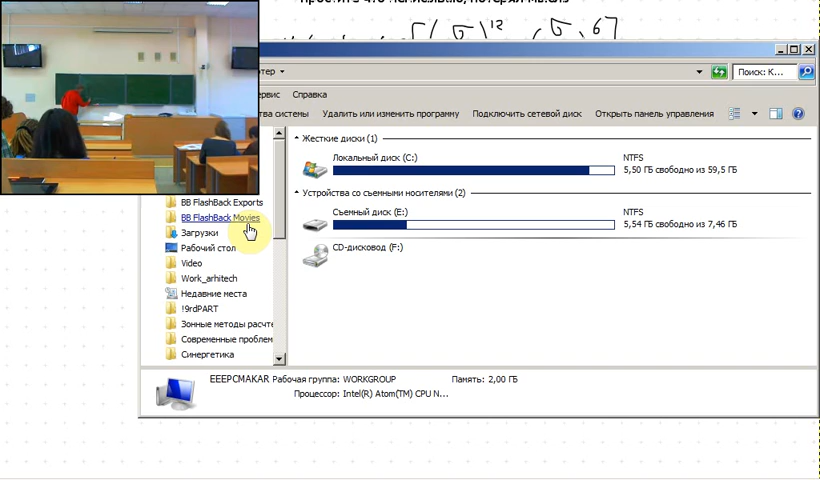 тер
Поиск: К...
ервис Справка
тва системы Удалить или изменить программу Подключить сетевой диск Открыть панель управления
Жесткие диски (1)
Локальный диск (C:)
NTFS
5,50 ГБ свободно из 59,5 ГБ
Устройства со съемными носителями (2)
Съемный диск (E:)
NTFS
5,54 ГБ свободно из 7,46 ГБ
CD-дисковод (F:)
BB FlashBack Exports
BB FlashBack Movies
Загрузки
Рабочий стол
Video
Work_arhitech
Недавние места
!9rdPART
Зонные методы расчте
Современные проблем
Синергетика
EEEPCMAKAR Рабочая группа: WORKGROUP Память: 2,00 ГБ
Процессор: Intel(R) Atom(TM) CPU N...